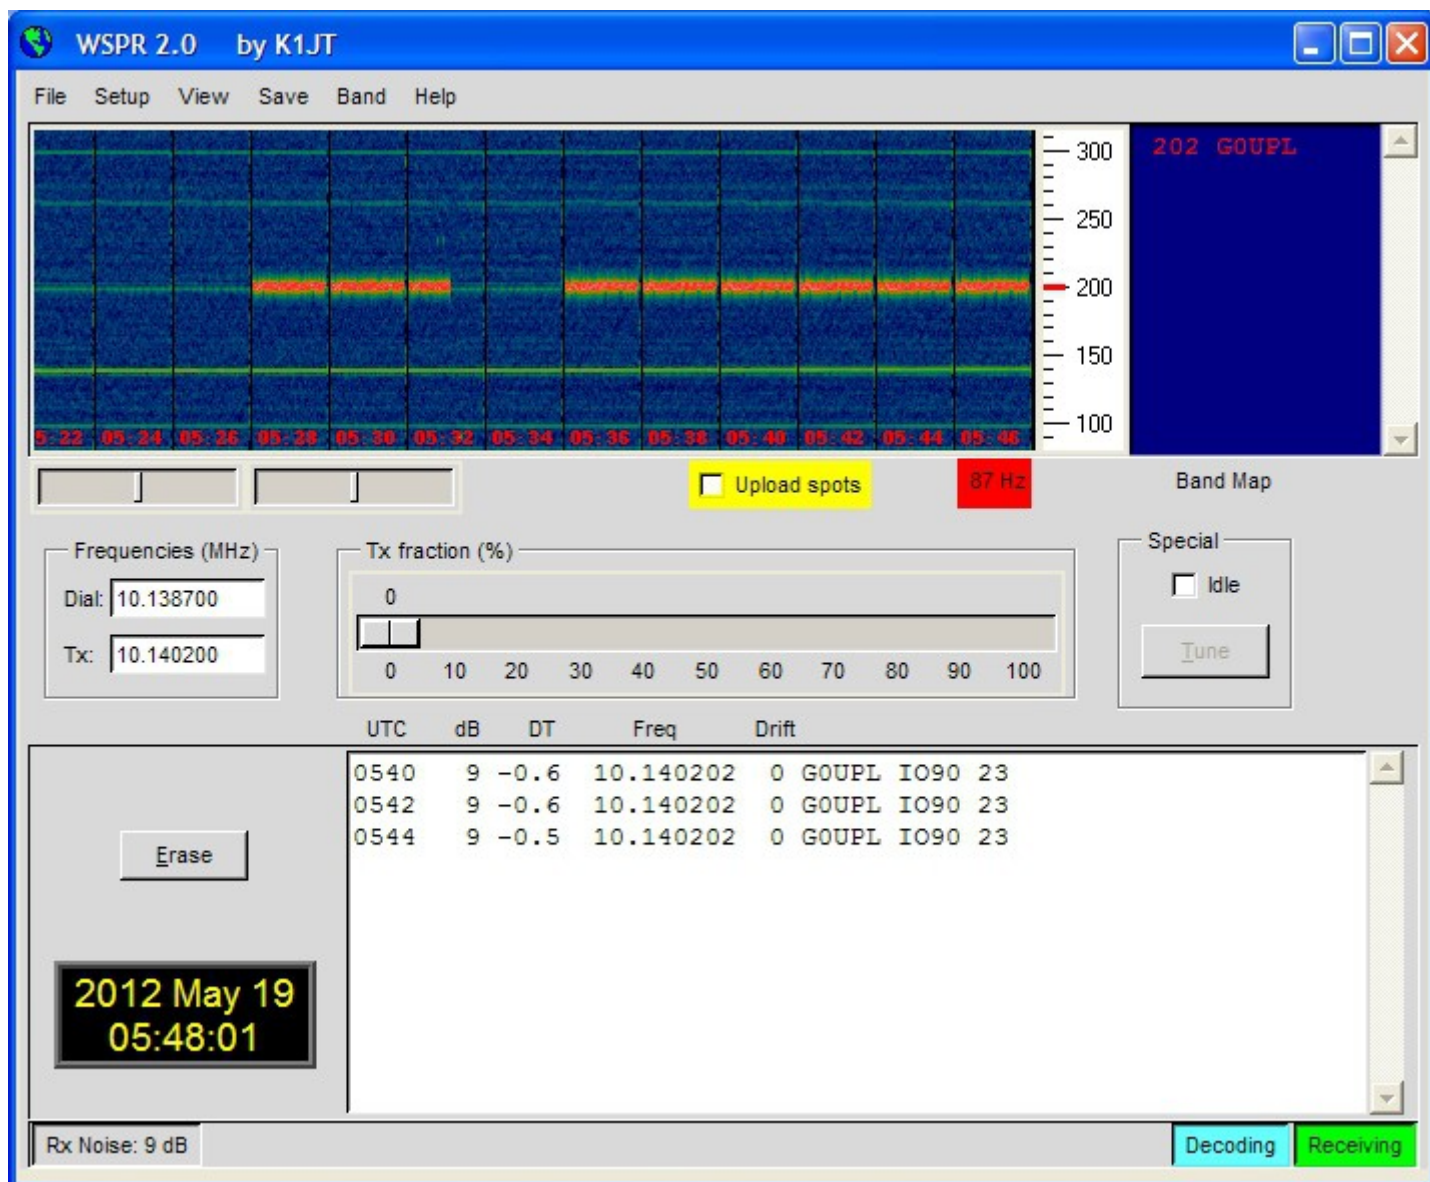 WSPR 2.0 by K1JT
File Setup View Save Band Help
300
250
200
150
100
202 G0UPL
5:22 05:24 05:26 05:28 05:30 05:32 05:34 05:36 05:38 05:40 05:42 05:44 05:46
Upload spots
87 Hz
Band Map
Frequencies (MHz)
Dial: 10.138700
Tx: 10.140200
Tx fraction (%)
0
0 10 20 30 40 50 60 70 80 90 100
Special
Idle
Tune
UTC dB DT Freq Drift
0540 9 -0.6 10.140202 0 G0UPL IO90 23
0542 9 -0.6 10.140202 0 G0UPL IO90 23
0544 9 -0.5 10.140202 0 G0UPL IO90 23
Erase
2012 May 19
05:48:01
Rx Noise: 9 dB
Decoding
Receiving